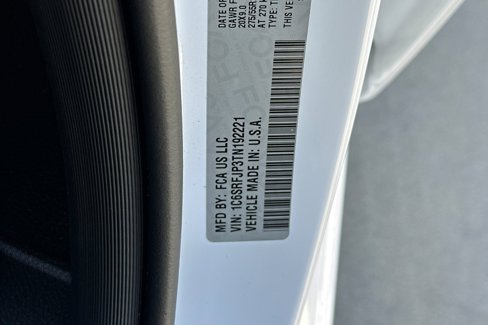 DATE OF
GAWR F
20X9.0
275/55R
AT 270 k
TYPE: T
THIS VE
MFD BY: FCA US LLC
VIN: 1C6SRFJP3TN192221
VEHICLE MADE IN: U.S.A.